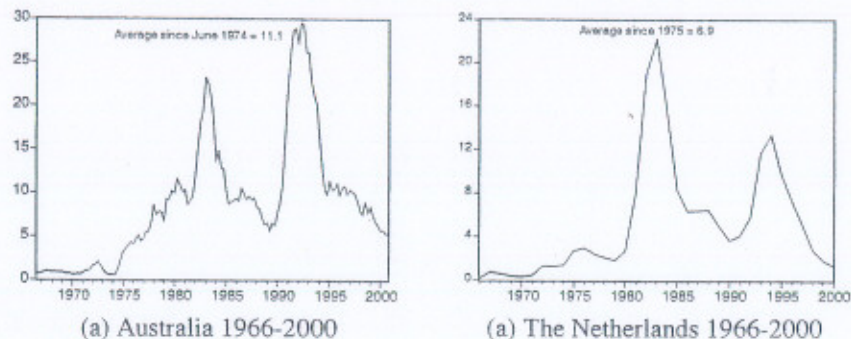 30
25
20
15
10
5
0
Average since June 1974 = 11.1
1970 1975 1980 1985 1990 1995 2000
(a) Australia 1966-2000
24
20
16
12
8
4
0
Average since 1975 = 6.9
1970 1975 1980 1985 1990 1995 2000
(a) The Netherlands 1966-2000